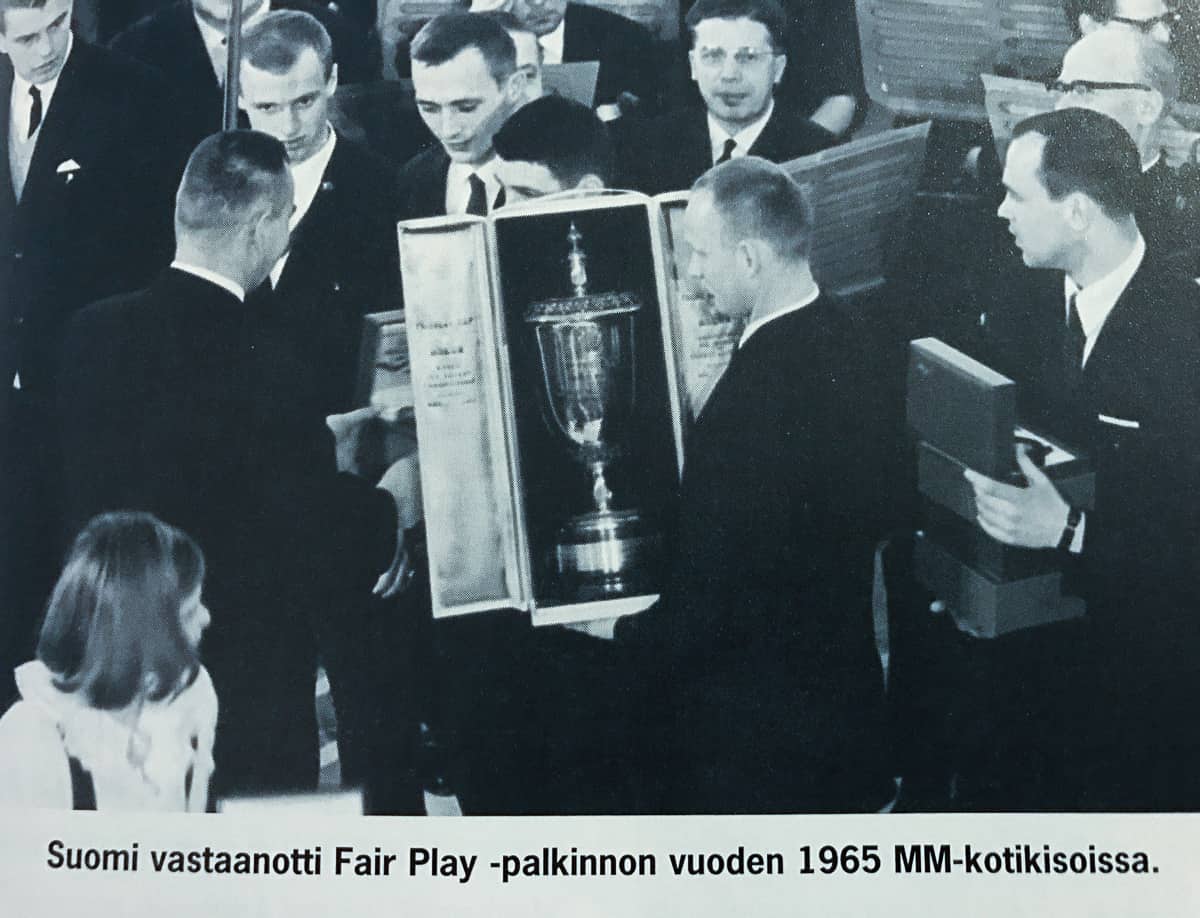 Suomi vastaanotti Fair Play -palkinnon vuoden 1965 MM-kotikisoissa.